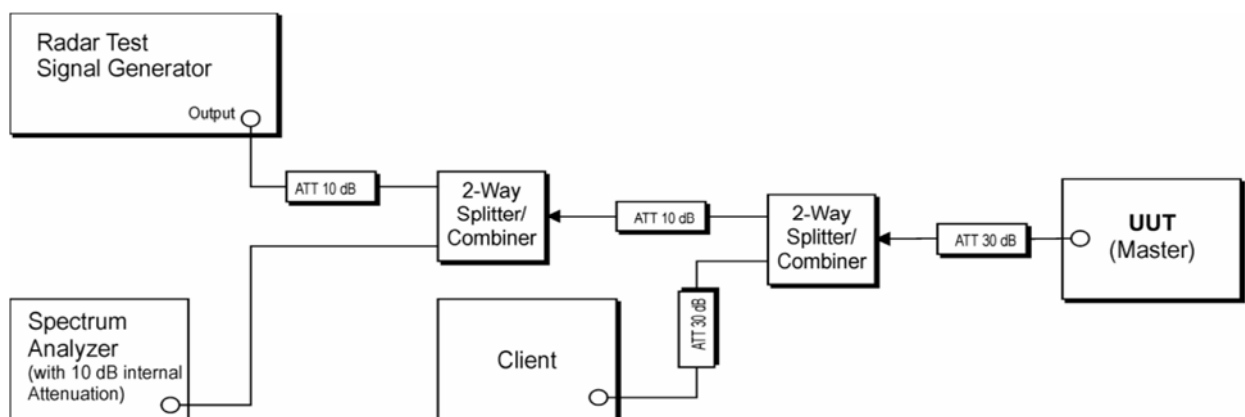 Radar Test
Signal Generator
Output
ATT 10 dB
2-Way
Splitter/
Combiner
ATT 10 dB
2-Way
Splitter/
Combiner
ATT 30 dB
UUT
(Master)
ATT 30 dB
Spectrum
Analyzer
(with 10 dB internal
Attenuation)
Client